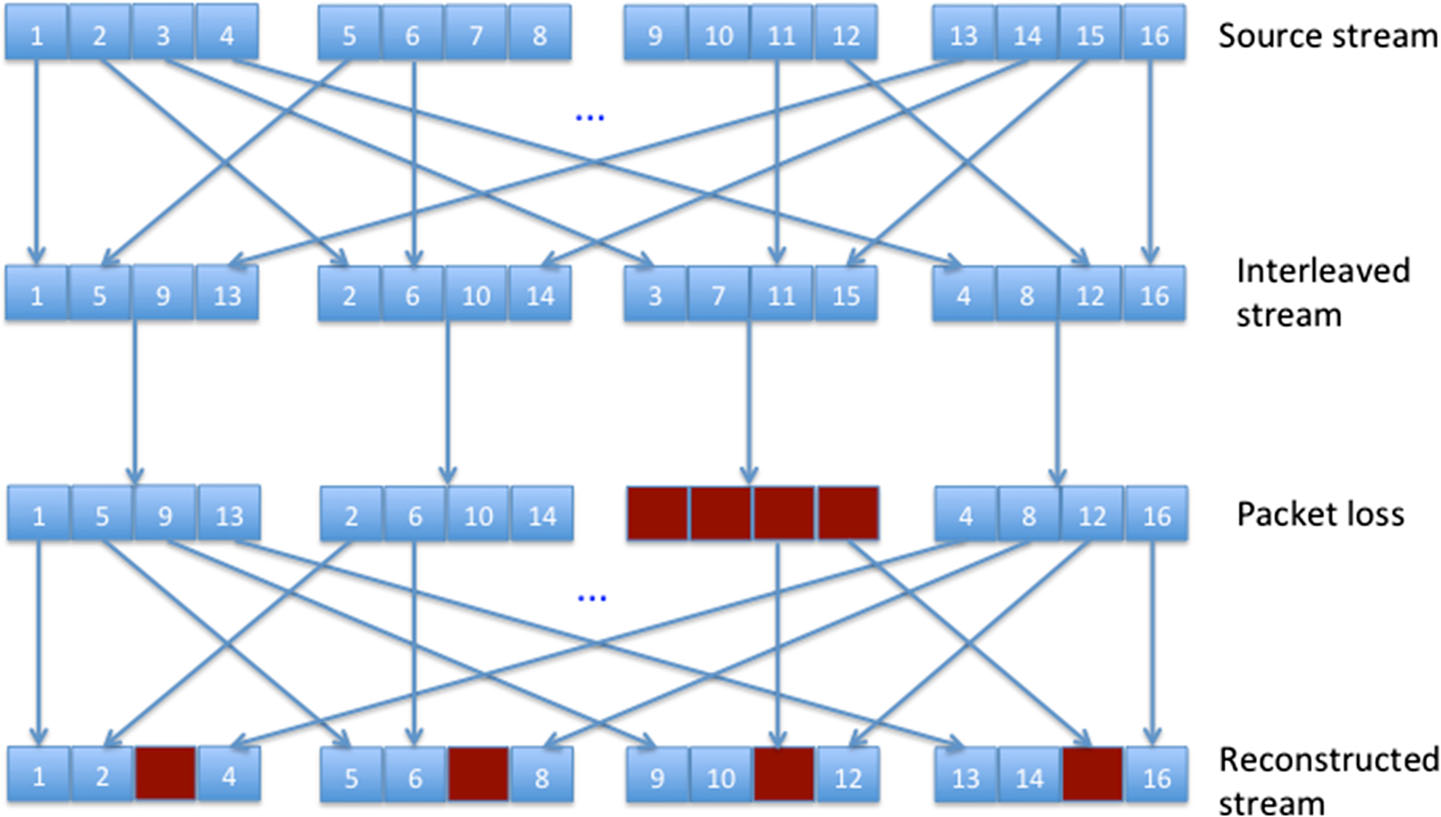 1 2 3 4 5 6 7 8 9 10 11 12 13 14 15 16 Source stream
...
1 5 9 13 2 6 10 14 3 7 11 15 4 8 12 16 Interleaved
stream
1 5 9 13 2 6 10 14 4 8 12 16 Packet loss
...
1 2 4 5 6 8 9 10 12 13 14 16 Reconstructed
stream